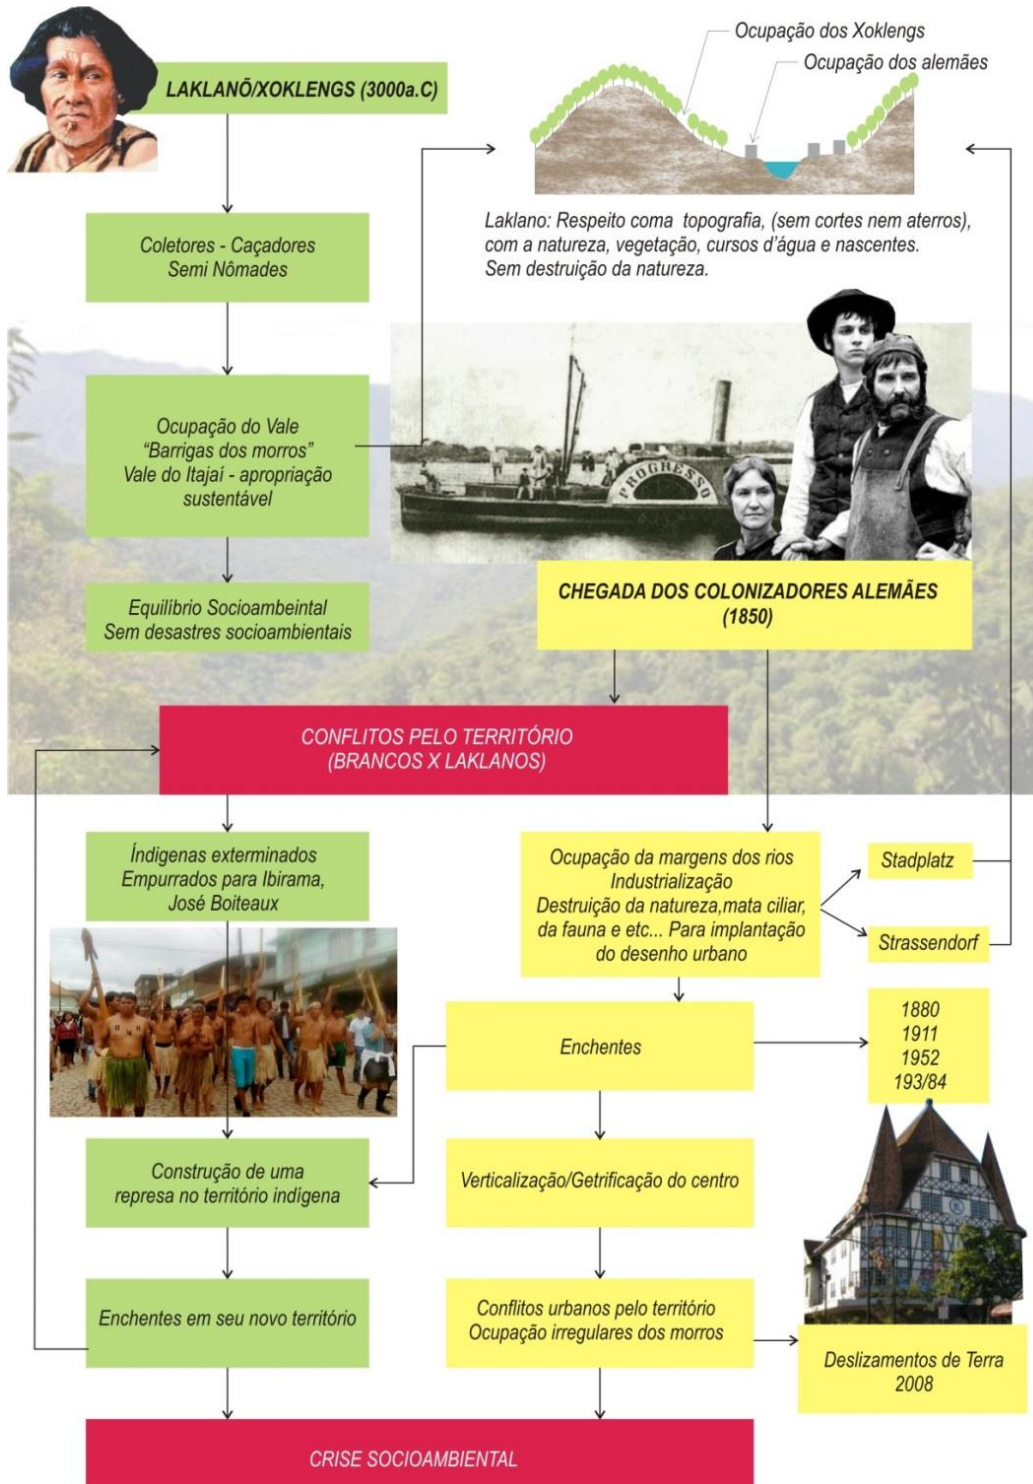 Ocupação dos Xoklengs
Ocupação dos alemães
LAKLANÕ/XOKLENGS (3000a.C)
Laklano: Respeito coma topografia, (sem cortes nem aterros),
com a natureza, vegetação, cursos d'água e nascentes.
Sem destruição da natureza.
Coletores - Caçadores
Semi Nômades
Ocupação do Vale
“Barrigas dos morros”
Vale do Itajaí - apropriação
sustentável
PROGRESSO
Equilíbrio Socioambeintal
Sem desastres socioambientais
CHEGADA DOS COLONIZADORES ALEMÃES
(1850)
CONFLITOS PELO TERRITÓRIO
(BRANCOS X LAKLANOS)
Índigenas exterminados
Empurrados para Ibirama,
José Boiteaux
Ocupação da margens dos rios
Industrialização
Destruição da natureza,mata ciliar,
da fauna e etc... Para implantação
do desenho urbano
Stadplatz
Strassendorf
Enchentes
1880
1911
1952
193/84
Construção de uma
represa no território indígena
Verticalização/Getrificação do centro
Enchentes em seu novo território
Conflitos urbanos pelo território
Ocupação irregulares dos morros
Deslizamentos de Terra
2008
CRISE SOCIOAMBIENTAL